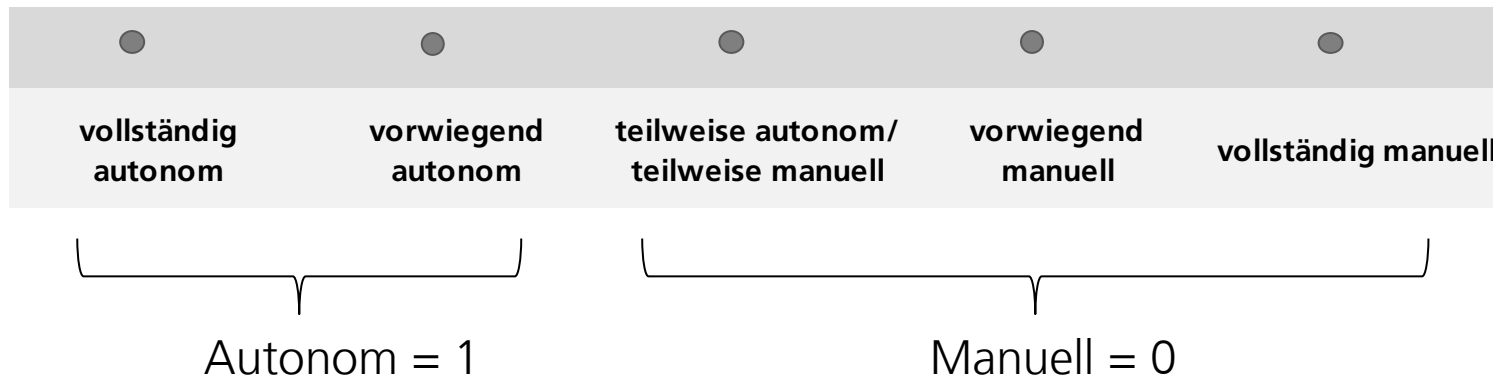 vollständig
autonom
vorwiegend
autonom
teilweise autonom/
teilweise manuell
vorwiegend
manuell
vollständig manuell
Autonom = 1
Manuell = 0